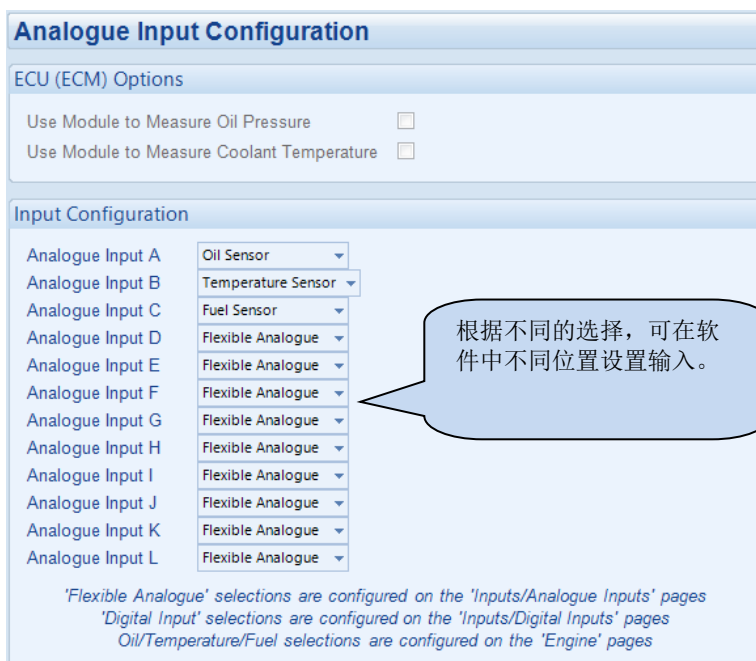 Analogue Input Configuration
ECU (ECM) Options
Use Module to Measure Oil Pressure
Use Module to Measure Coolant Temperature
Input Configuration
Analogue Input A Oil Sensor
Analogue Input B Temperature Sensor
Analogue Input C Fuel Sensor
Analogue Input D Flexible Analogue
Analogue Input E Flexible Analogue
Analogue Input F Flexible Analogue
Analogue Input G Flexible Analogue
Analogue Input H Flexible Analogue
Analogue Input I Flexible Analogue
Analogue Input J Flexible Analogue
Analogue Input K Flexible Analogue
Analogue Input L Flexible Analogue
根据不同的选择，可在软
件中不同位置设置输入。
'Flexible Analogue' selections are configured on the 'Inputs/Analogue Inputs' pages
'Digital Input' selections are configured on the 'Inputs/Digital Inputs' pages
Oil/Temperature/Fuel selections are configured on the 'Engine' pages